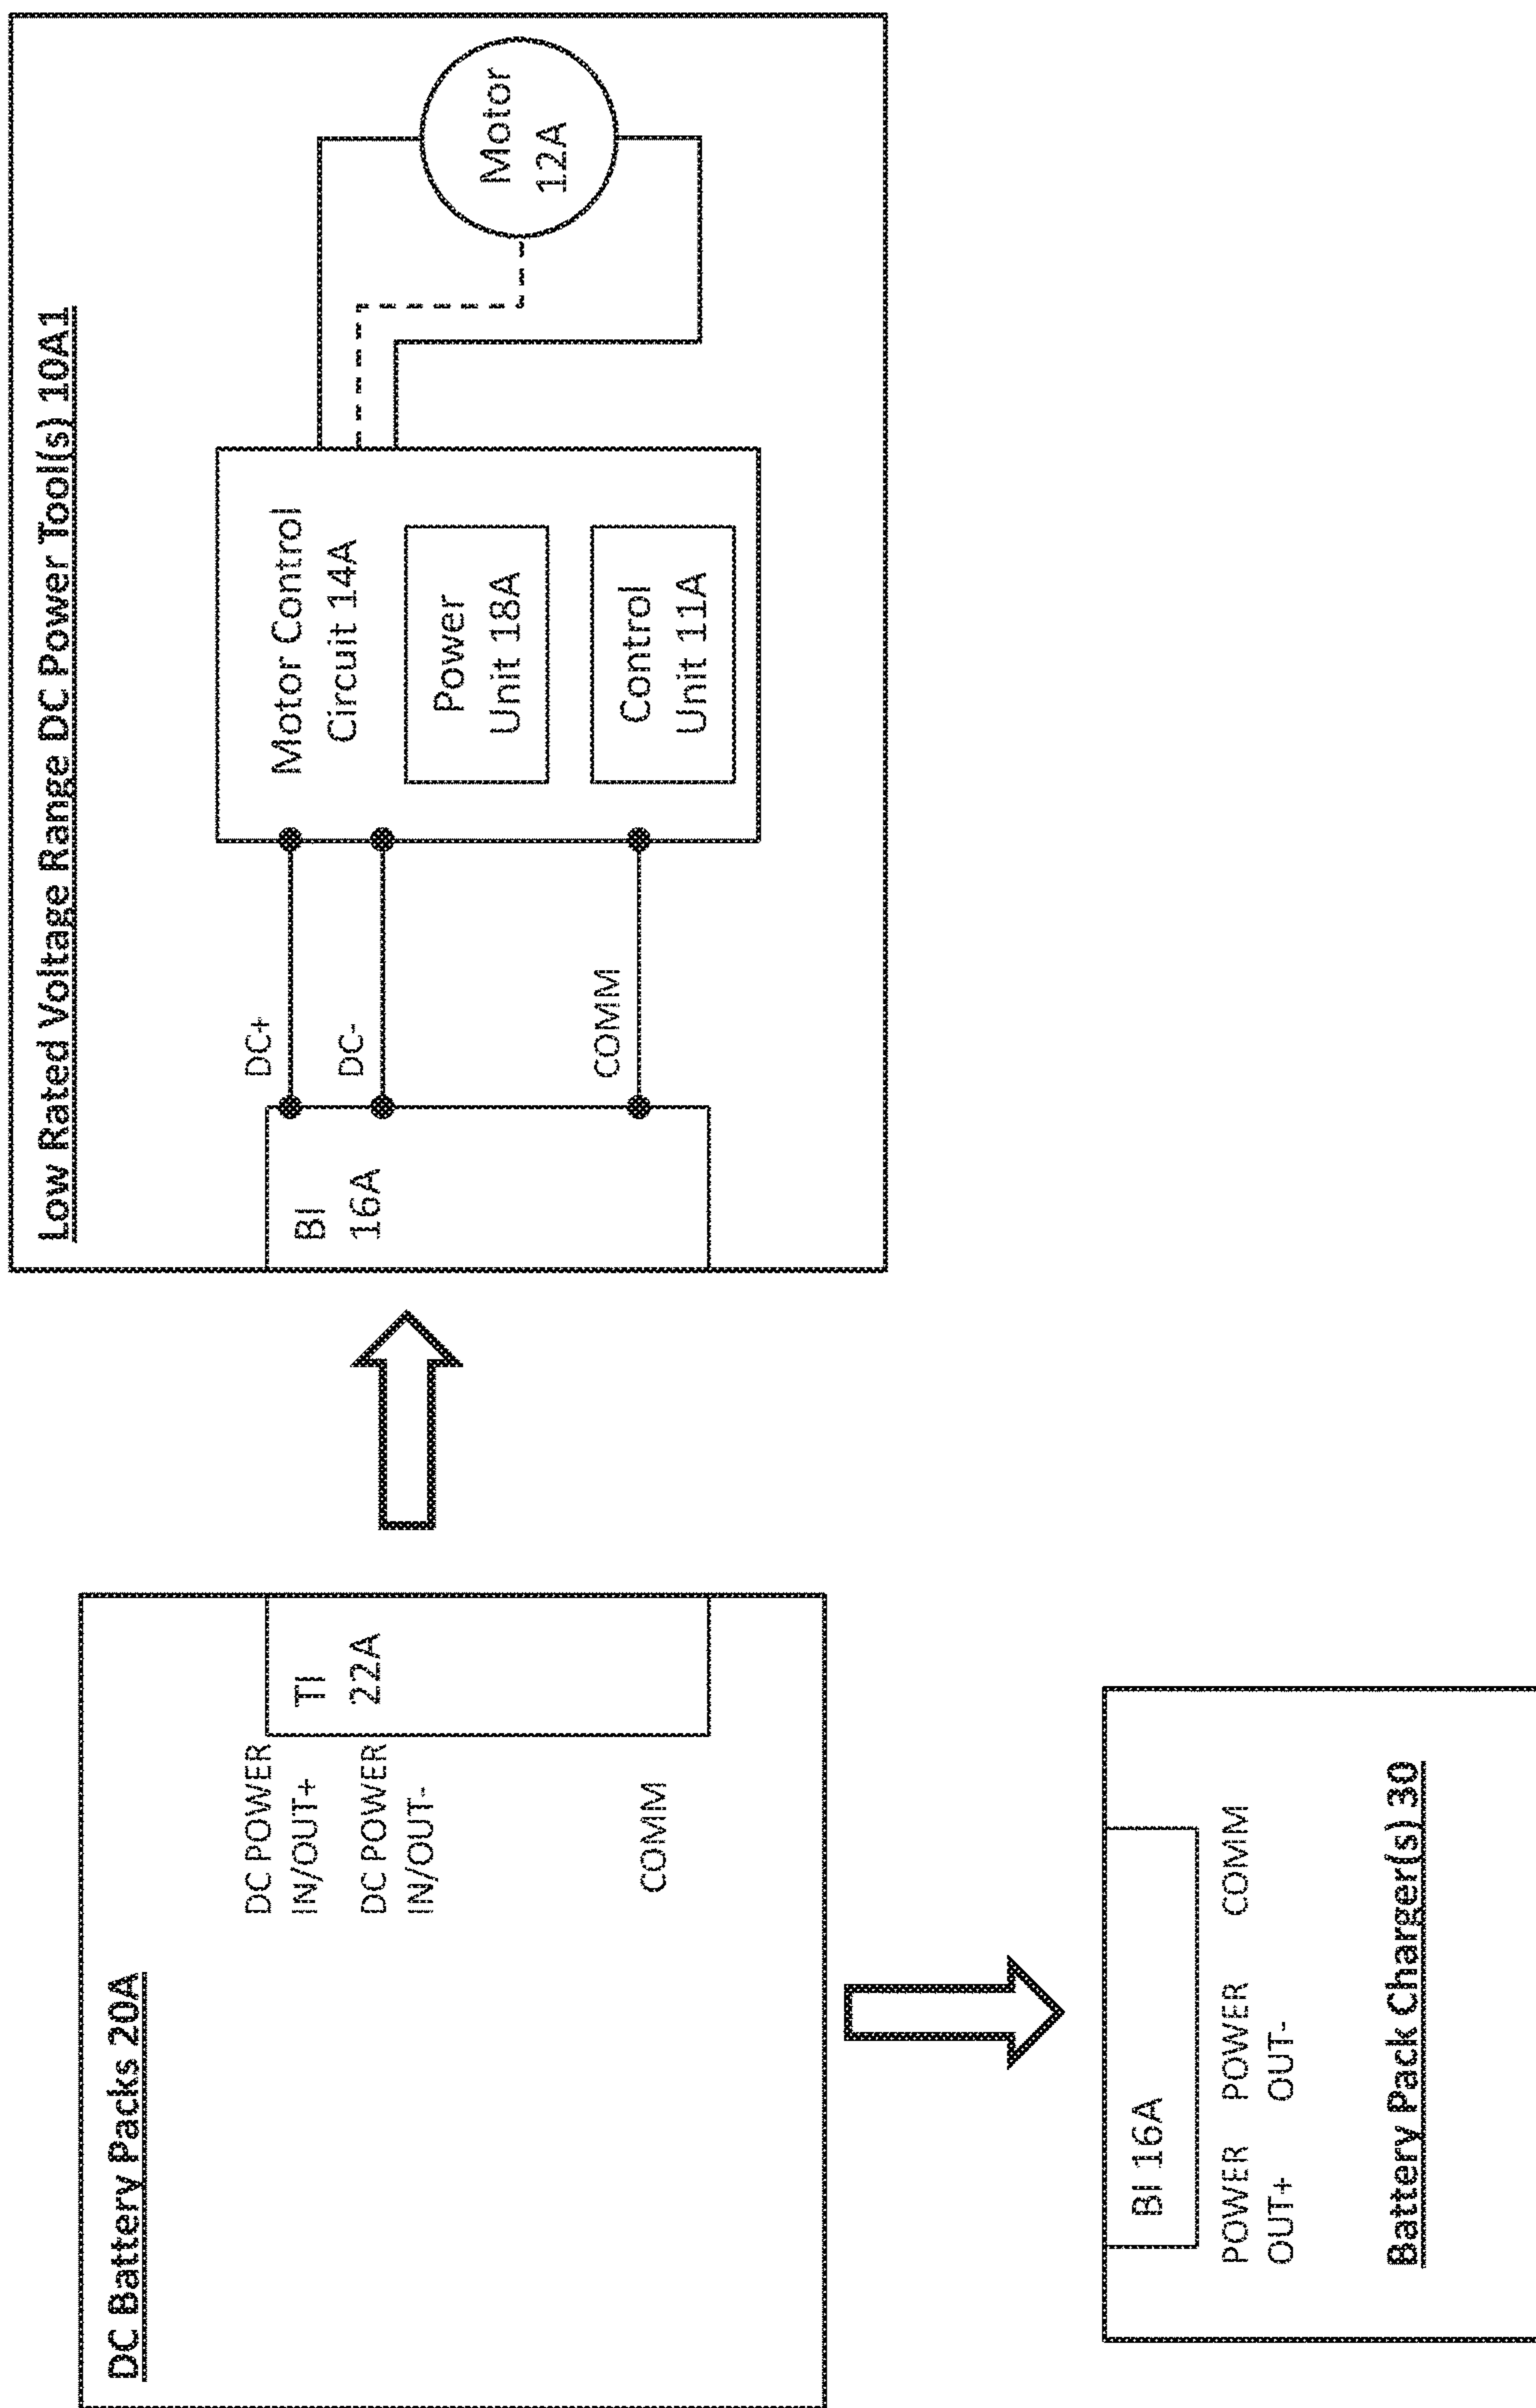 DC Battery Packs 20A
DC POWER
IN/OUT+
DC POWER
IN/OUT-
COMM
TI
22A
Low Rated Voltage Range DC Power Tool(s) 10A1
BI
16A
DC+
DC-
COMM
Motor Control
Circuit 14A
Power
Unit 18A
Control
Unit 11A
Motor
12A
BI 16A
POWER
OUT+
POWER
OUT-
COMM
Battery Pack Charger(s) 30